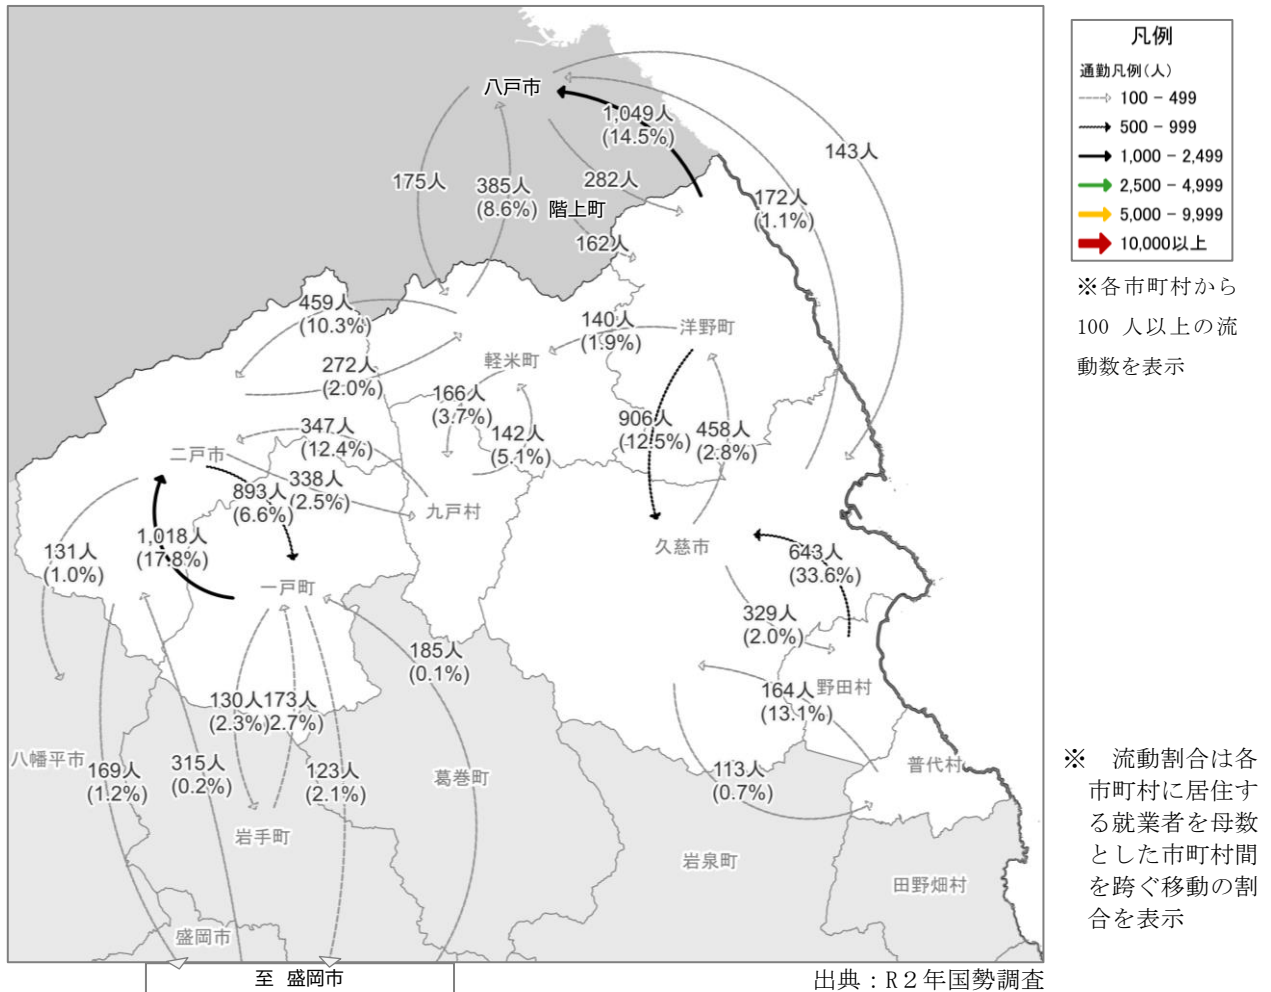 八戸市
1,049人
(14.5%)
143人
175人
385人
(8.6%)
282人
階上町
172人
(1.1%)
162人
459人
(10.3%)
140人
(1.9%)
洋野町
軽米町
272人
(2.0%)
166人
(3.7%)
347人
(12.4%)
142人
(5.1%)
906人
(12.5%)
458人
(2.8%)
二戸市
893人
(6.6%)
338人
(2.5%)
九戸村
1,018人
(17.8%)
131人
(1.0%)
久慈市
643人
(33.6%)
一戸町
329人
(2.0%)
185人
(0.1%)
130人
(2.3%)
173人
2.7%)
164人
(13.1%)
野田村
八幡平市
169人
(1.2%)
315人
(0.2%)
123人
(2.1%)
葛巻町
113人
(0.7%)
普代村
岩手町
岩泉町
田野畑村
盛岡市
至 盛岡市
出典：R2年国勢調査
凡例
通勤凡例(人)
100 - 499
500 - 999
1,000 - 2,499
2,500 - 4,999
5,000 - 9,999
10,000以上
※各市町村から
100 人以上の流
動数を表示
※ 流動割合は各
市町村に居住す
る就業者を母数
とした市町村間
を跨ぐ移動の割
合を表示